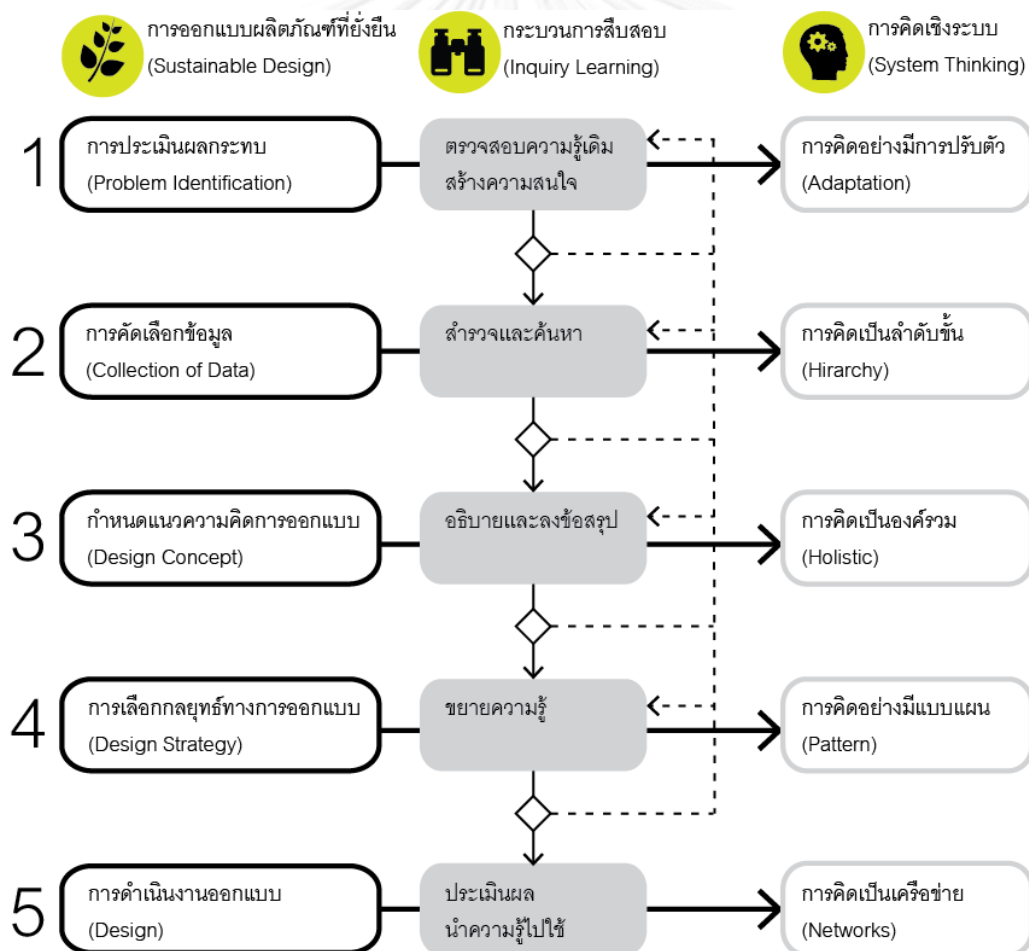 การออกแบบผลิตภัณฑ์ที่ยั่งยืน
(Sustainable Design)
กระบวนการสืบสอบ
(Inquiry Learning)
การคิดเชิงระบบ
(System Thinking)
1
การประเมินผลกระทบ
(Problem Identification)
ตรวจสอบความรู้เดิม
สร้างความสนใจ
การคิดอย่างมีการปรับตัว
(Adaptation)
2
การคัดเลือกข้อมูล
(Collection of Data)
สำรวจและค้นหา
การคิดเป็นลำดับขั้น
(Hirarchy)
3
กำหนดแนวความคิดการออกแบบ
(Design Concept)
อธิบายและลงข้อสรุป
การคิดเป็นองค์รวม
(Holistic)
4
การเลือกกลยุทธ์ทางการออกแบบ
(Design Strategy)
ขยายความรู้
การคิดอย่างมีแบบแผน
(Pattern)
5
การดำเนินงานออกแบบ
(Design)
ประเมินผล
นำความรู้ไปใช้
การคิดเป็นเครือข่าย
(Networks)